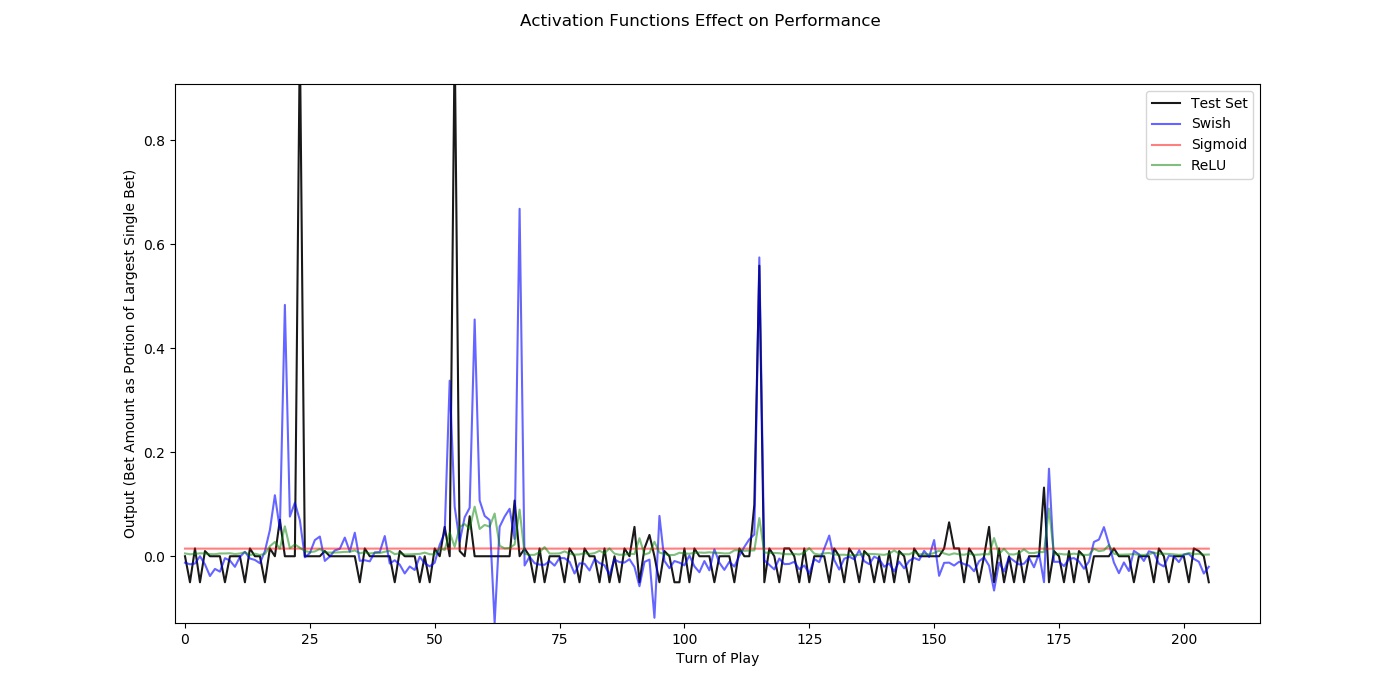 Activation Functions Effect on Performance
Test Set
Swish
Sigmoid
ReLU
Output (Bet Amount as Portion of Largest Single Bet)
0.8
0.6
0.4
0.2
0.0
0 25 50 75 100 125 150 175 200
Turn of Play